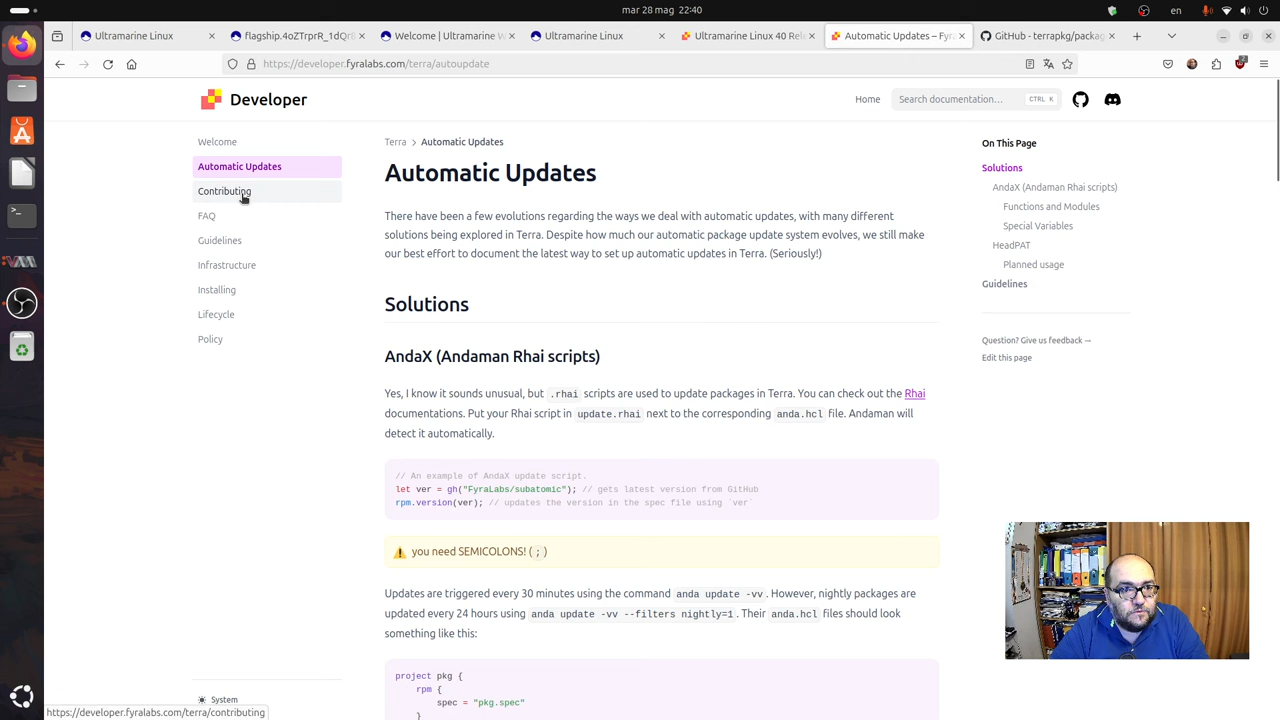 mar 28 mag 22:40
en
Ultramarine Linux
flagship.4oZTrprR_1dQr
Welcome | Ultramarine W
Ultramarine Linux
Ultramarine Linux 40 Rele
Automatic Updates – Fyra
GitHub - terrapkg/packag
https://developer.fyralabs.com/terra/autoupdate
Developer
Home
Search documentation…
CTRL K
Welcome
Automatic Updates
Contributing
FAQ
Guidelines
Infrastructure
Installing
Lifecycle
Policy
System
Terra > Automatic Updates
Automatic Updates
There have been a few evolutions regarding the ways we deal with automatic updates, with many different
solutions being explored in Terra. Despite how much our automatic package update system evolves, we still make
our best effort to document the latest way to set up automatic updates in Terra. (Seriously!)
Solutions
AndaX (Andaman Rhai scripts)
Yes, I know it sounds unusual, but .rhai scripts are used to update packages in Terra. You can check out the Rhai
documentations. Put your Rhai script in update.rhai next to the corresponding anda.hcl file. Andaman will
detect it automatically.
// An example of AndaX update script.
let ver = gh("FyraLabs/subatomic"); // gets latest version from GitHub
rpm.version(ver); // updates the version in the spec file using `ver`
you need SEMICOLONS! ( ; )
Updates are triggered every 30 minutes using the command anda update -vv. However, nightly packages are
updated every 24 hours using anda update -vv --filters nightly=1. Their anda.hcl files should look
something like this:
project pkg {
rpm {
spec = "pkg.spec"
}
On This Page
Solutions
AndaX (Andaman Rhai scripts)
Functions and Modules
Special Variables
HeadPAT
Planned usage
Guidelines
Question? Give us feedback →
Edit this page
https://developer.fyralabs.com/terra/contributing